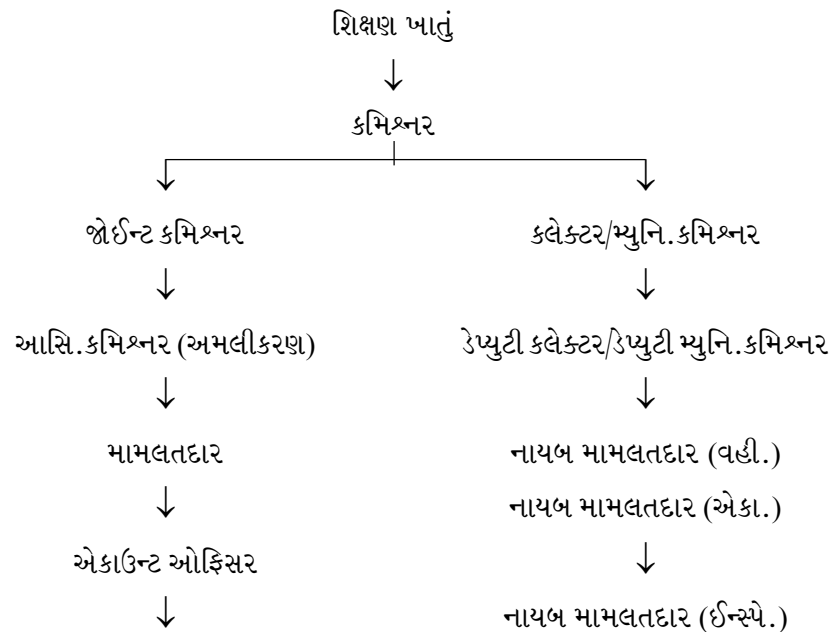 શિક્ષણ ખાતું
કમિશ્નર
જોઈન્ટ કમિશ્નર
કલેક્ટર/મ્યુનિ.કમિશ્નર
આસિ.કમિશ્નર (અમલીકરણ)
ડેપ્યુટી કલેક્ટર/ડેપ્યુટી મ્યુનિ.કમિશ્નર
મામલતદાર
નાયબ મામલતદાર (વહી.)
નાયબ મામલતદાર (એકા.)
એકાઉન્ટ ઓફિસર
નાયબ મામલતદાર (ઈન્સ્પે.)